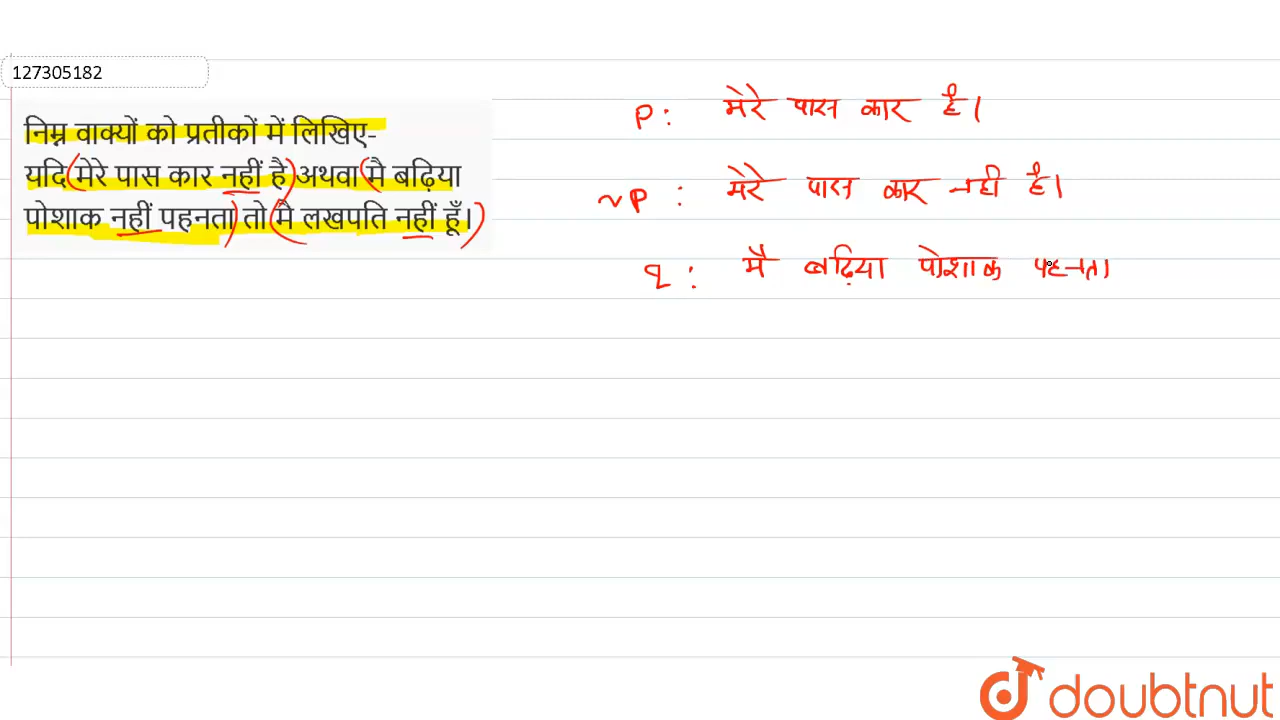 127305182
निम्न वाक्यों को प्रतीकों में लिखिए-
यदि मेरे पास कार नहीं है अथवा मै बढ़िया
पोशाक नहीं पहनता तो मै लखपति नहीं हूँ।
p: मेरे पास कार है।
~p: मेरे पास कार नही है।
q: मै बढ़िया पोशाक पहनता
doubtnut